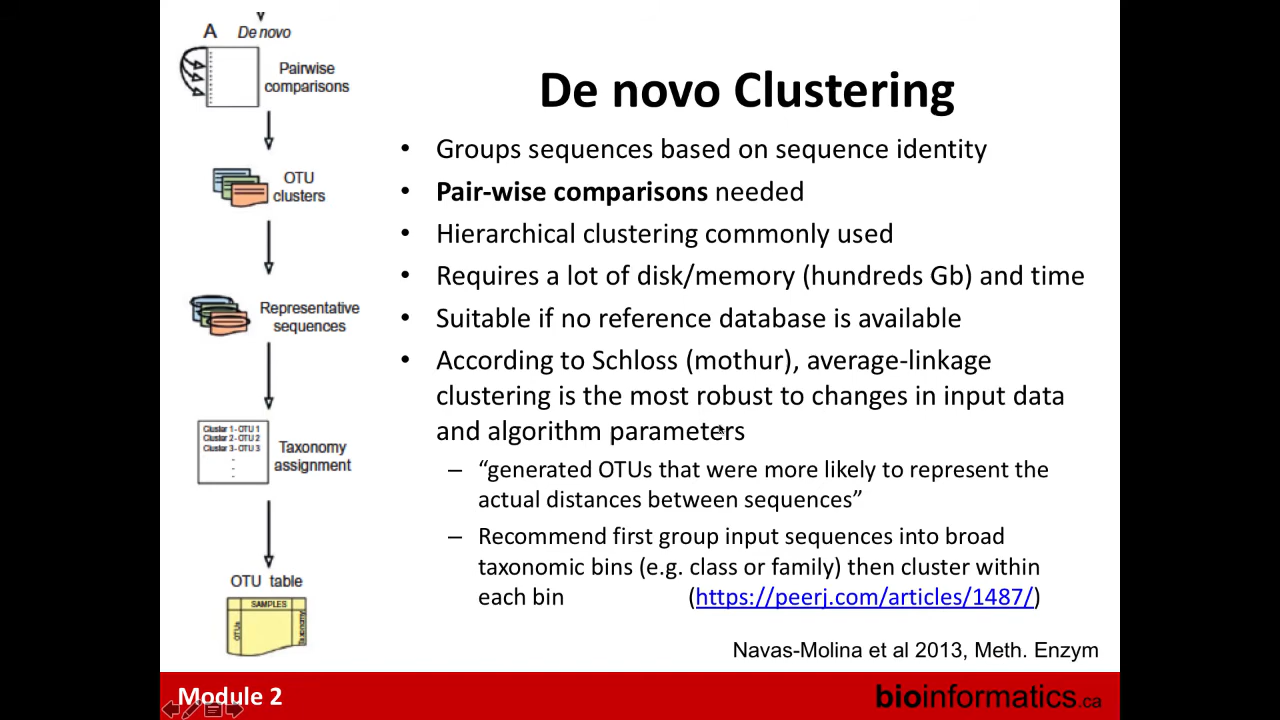 A De novo
Pairwise
comparisons
OTU
clusters
Representative
sequences
Cluster 1 - OTU 1
Cluster 2 - OTU 2
Cluster 3 - OTU 3
Taxonomy
assignment
OTU table
SAMPLES
OTUs
Taxonomy
De novo Clustering
• Groups sequences based on sequence identity
• Pair-wise comparisons needed
• Hierarchical clustering commonly used
• Requires a lot of disk/memory (hundreds Gb) and time
• Suitable if no reference database is available
• According to Schloss (mothur), average-linkage
clustering is the most robust to changes in input data
and algorithm parameters
– “generated OTUs that were more likely to represent the
actual distances between sequences”
– Recommend first group input sequences into broad
taxonomic bins (e.g. class or family) then cluster within
each bin (https://peerj.com/articles/1487/)
Navas-Molina et al 2013, Meth. Enzym
Module 2
bioinformatics.ca